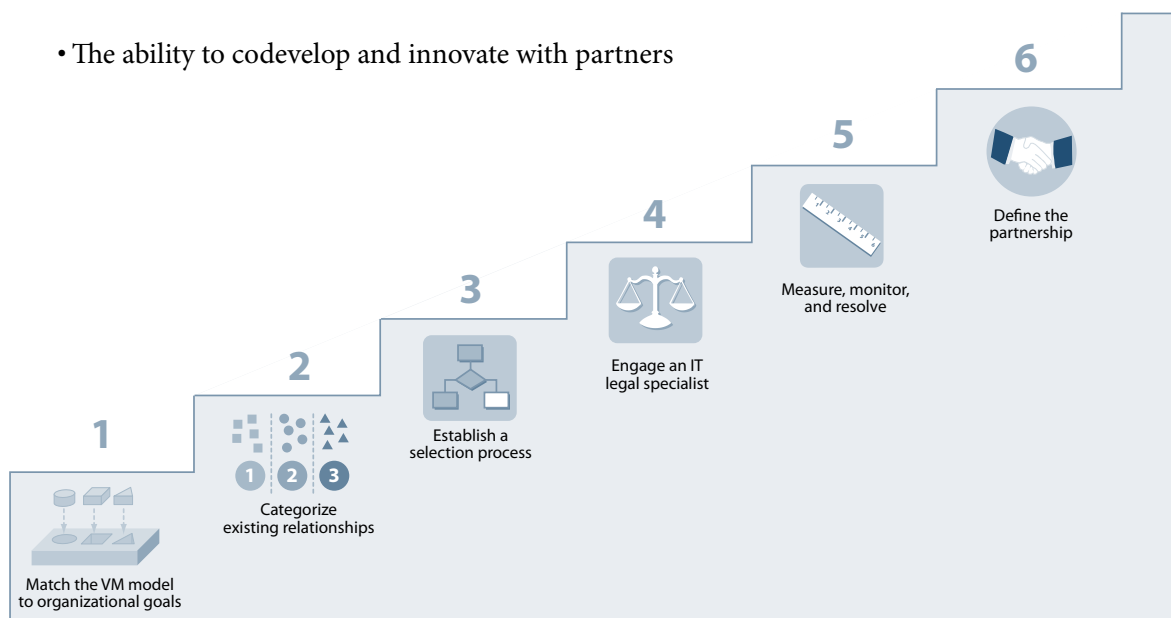 • The ability to codevelop and innovate with partners
1
Match the VM model
to organizational goals
2
1 2 3
Categorize
existing relationships
3
Establish a
selection process
4
Engage an IT
legal specialist
5
Measure, monitor,
and resolve
6
Define the
partnership